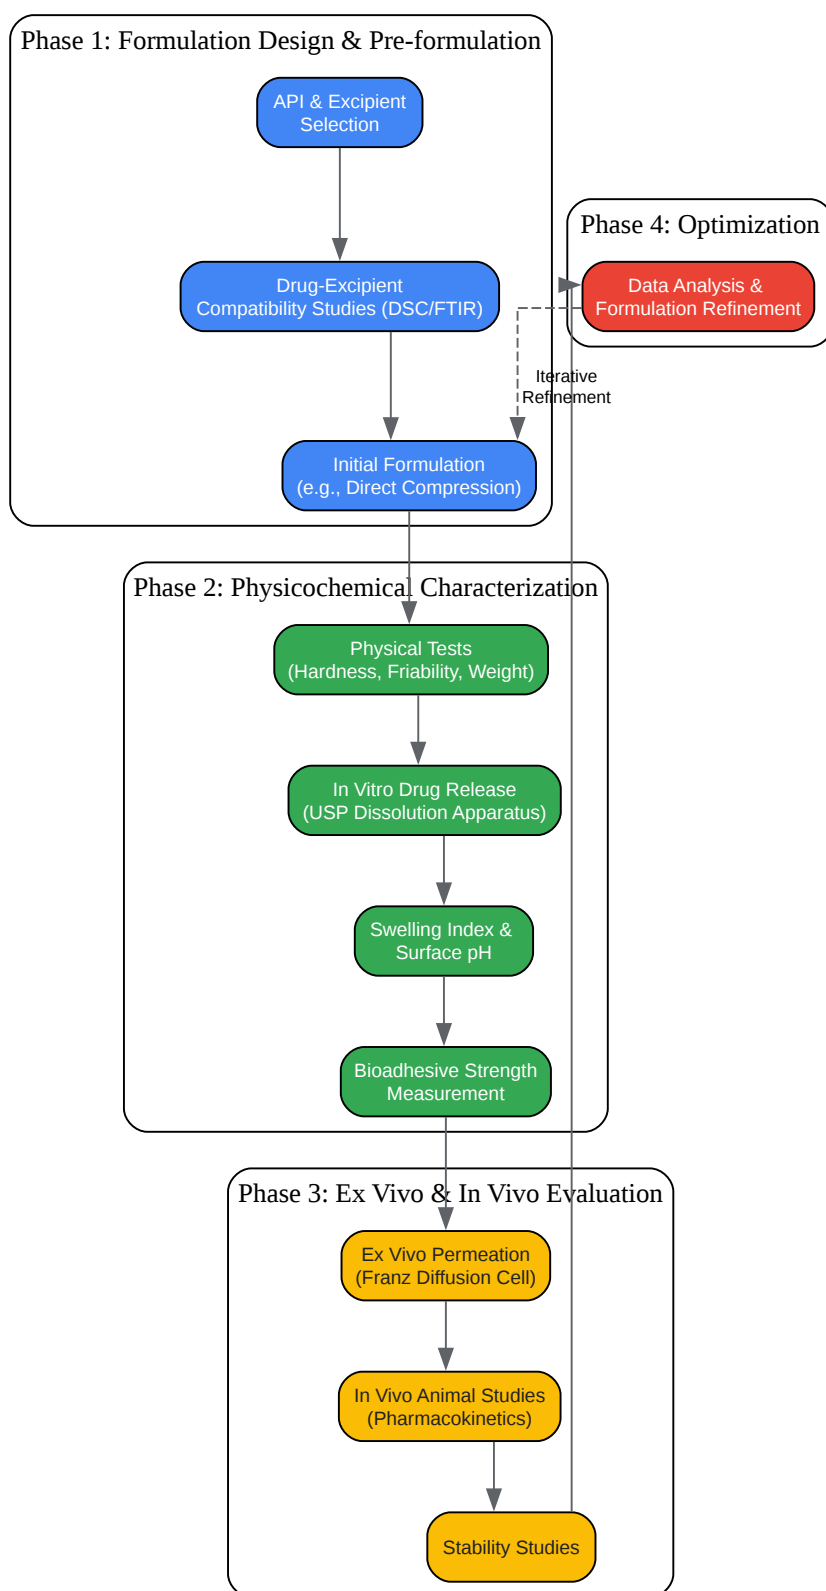 Phase 1: Formulation Design & Pre-formulation
API & Excipient
Selection
Drug-Excipient
Compatibility Studies (DSC/FTIR)
Initial Formulation
(e.g., Direct Compression)
Phase 4: Optimization
Data Analysis &
Formulation Refinement
Iterative
Refinement
Phase 2: Physicochemical Characterization
Physical Tests
(Hardness, Friability, Weight)
In Vitro Drug Release
(USP Dissolution Apparatus)
Swelling Index &
Surface pH
Bioadhesive Strength
Measurement
Phase 3: Ex Vivo & In Vivo Evaluation
Ex Vivo Permeation
(Franz Diffusion Cell)
In Vivo Animal Studies
(Pharmacokinetics)
Stability Studies